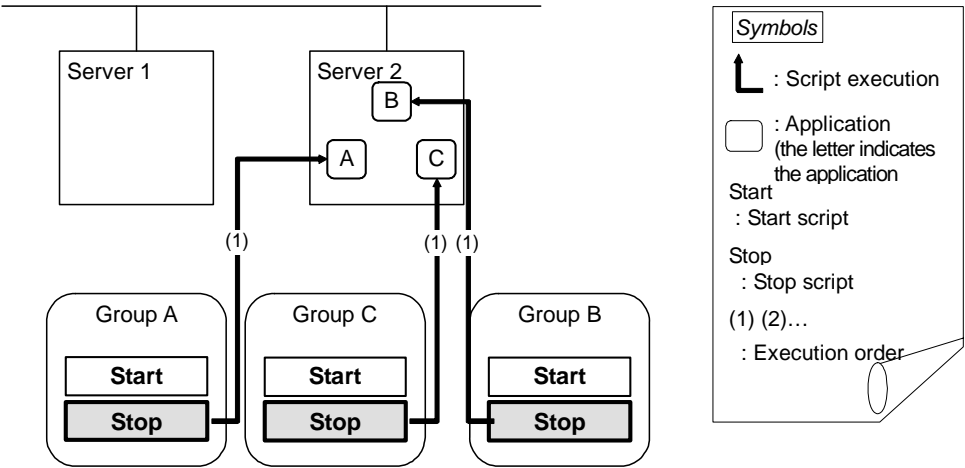 Server 1
Server 2
B
A
C
(1)
(1)
(1)
Group A
Group C
Group B
Start
Start
Start
Stop
Stop
Stop
Symbols
: Script execution
: Application
(the letter indicates
the application
Start
: Start script
Stop
: Stop script
(1) (2)…
: Execution order